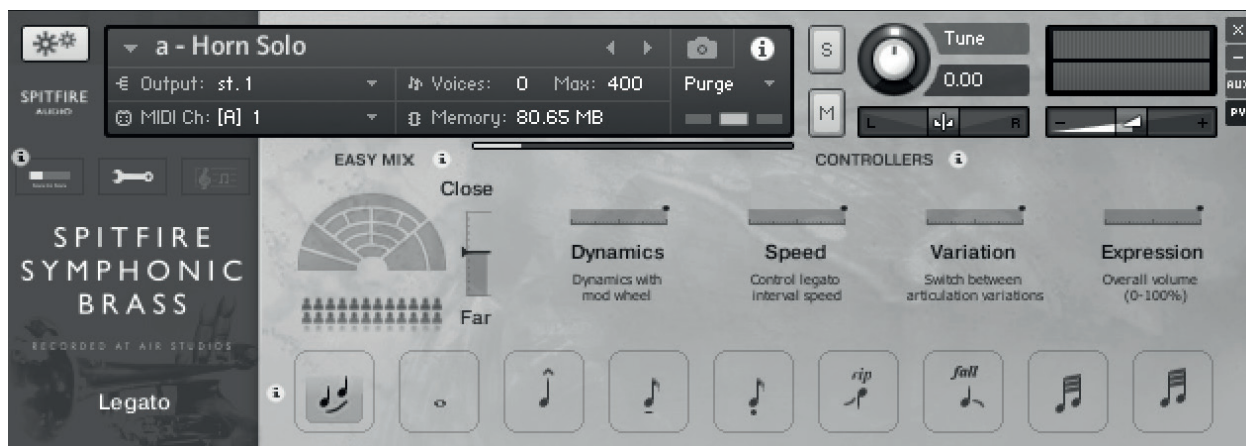 a - Horn Solo
Output: st. 1
Voices: 0 Max: 400
Purge
MIDI Ch: [A] 1
Memory: 80.65 MB
S
M
Tune
0.00
L
R
-
+
X
-
AUX
PV
SPITFIRE
AUDIO
SPITFIRE
SYMPHONIC
BRASS
RECORDED AT AIR STUDIOS
Legato
EASY MIX i
Close
Far
CONTROLLERS i
Dynamics
Dynamics with
mod wheel
Speed
Control legato
interval speed
Variation
Switch between
articulation variations
Expression
Overall volume
(0-100%)
rip
fall